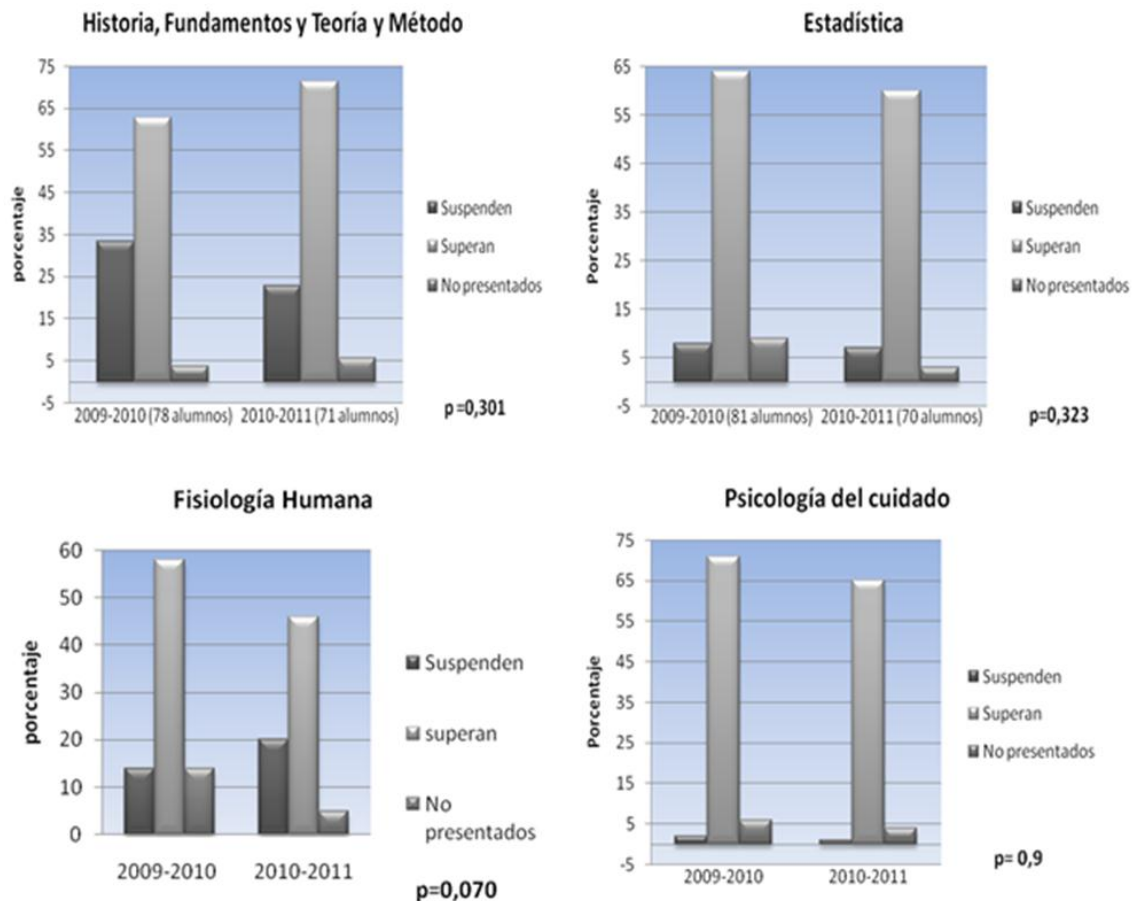 Historia, Fundamentos y Teoría y Método
porcentaje
75
65
55
45
35
25
15
5
-5
2009-2010 (78 alumnos)
2010-2011 (71 alumnos)
Suspenden
Superan
No presentados
p =0,301
Estadística
Porcentaje
65
55
45
35
25
15
5
-5
2009-2010 (81 alumnos)
2010-2011 (70 alumnos)
Suspenden
Superan
No presentados
p=0,323
Fisiología Humana
porcentaje
60
50
40
30
20
10
0
2009-2010
2010-2011
Suspenden
superan
No
presentados
p=0,070
Psicología del cuidado
Porcentaje
75
65
55
45
35
25
15
5
-5
2009-2010
2010-2011
Suspenden
Superan
No presentados
p= 0,9